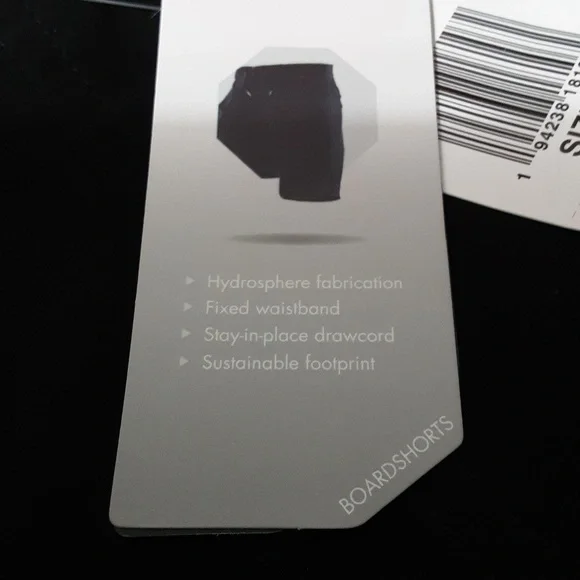 Hydrosphere fabrication
Fixed waistband
Stay-in-place drawcord
Sustainable footprint
BOARDSHORTS